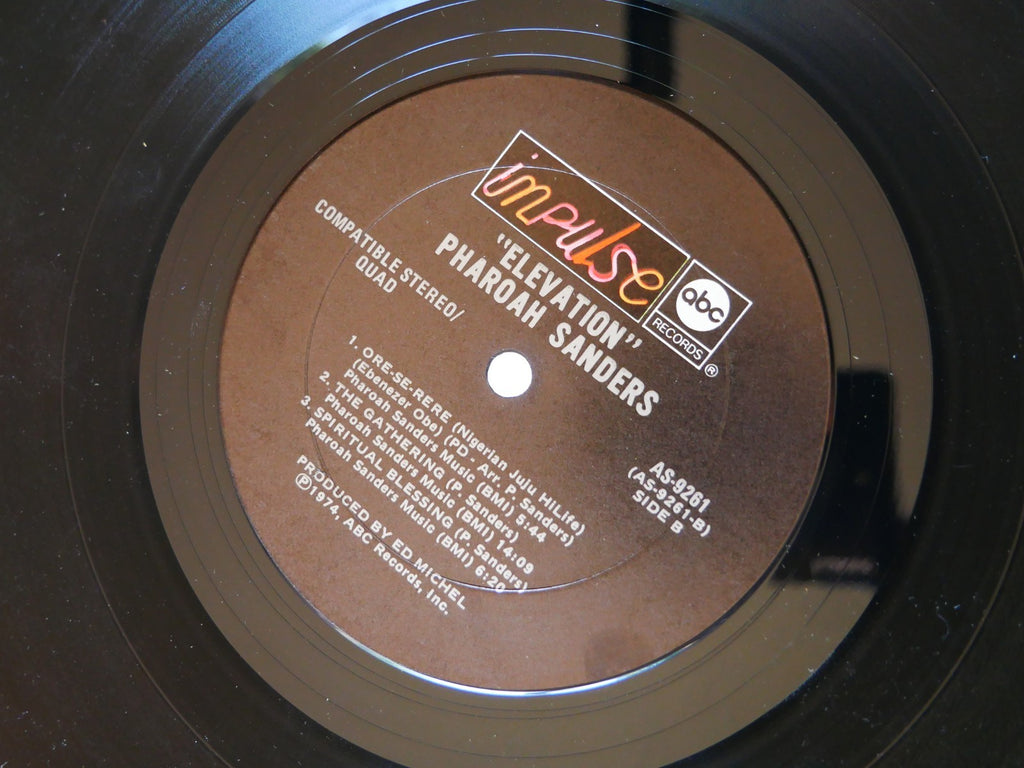 impulse
abc
RECORDS
®
"ELEVATION"
PHAROAH SANDERS
COMPATIBLE STEREO/
QUAD
AS-9261
(AS-9261-B)
SIDE B
1. ORE-SE-RERE (Nigerian JuJu HiLife)
(Ebenezer Obe) (PD - Arr. P. Sanders)
Pharoah Sanders Music (BMI) 5:44
2. THE GATHERING (P. Sanders)
Pharoah Sanders Music (BMI) 14:09
3. SPIRITUAL BLESSING (P. Sanders)
Pharoah Sanders Music (BMI) 6:20
PRODUCED BY ED MICHEL
℗1974, ABC Records, Inc.